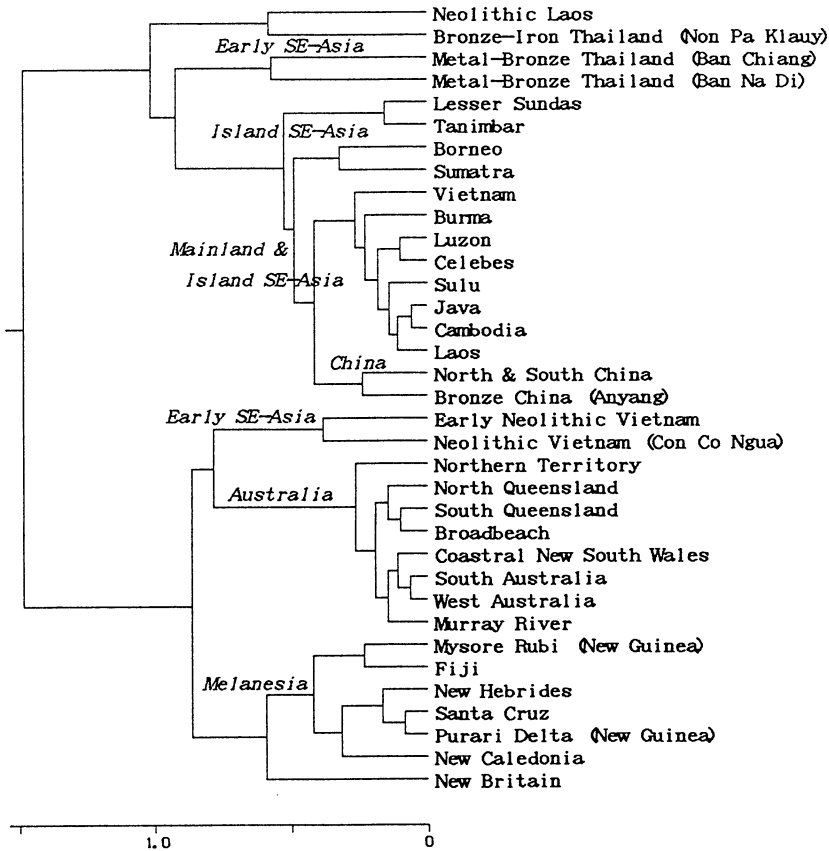 Neolithic Laos
Bronze-Iron Thailand (Non Pa Klauy)
Early SE-Asia
Metal-Bronze Thailand (Ban Chiang)
Metal-Bronze Thailand (Ban Na Di)
Lesser Sundas
Island SE-Asia
Tanimbar
Borneo
Sumatra
Vietnam
Burma
Luzon
Mainland &
Celebes
Island SE-Asia
Sulu
Java
Cambodia
Laos
China
North & South China
Bronze China (Anyang)
Early SE-Asia
Early Neolithic Vietnam
Neolithic Vietnam (Con Co Ngua)
Northern Territory
North Queensland
Australia
South Queensland
Broadbeach
Coastral New South Wales
South Australia
West Australia
Murray River
Mysore Rubi (New Guinea)
Fiji
Melanesia
New Hebrides
Santa Cruz
Purari Delta (New Guinea)
New Caledonia
New Britain
1.0 0